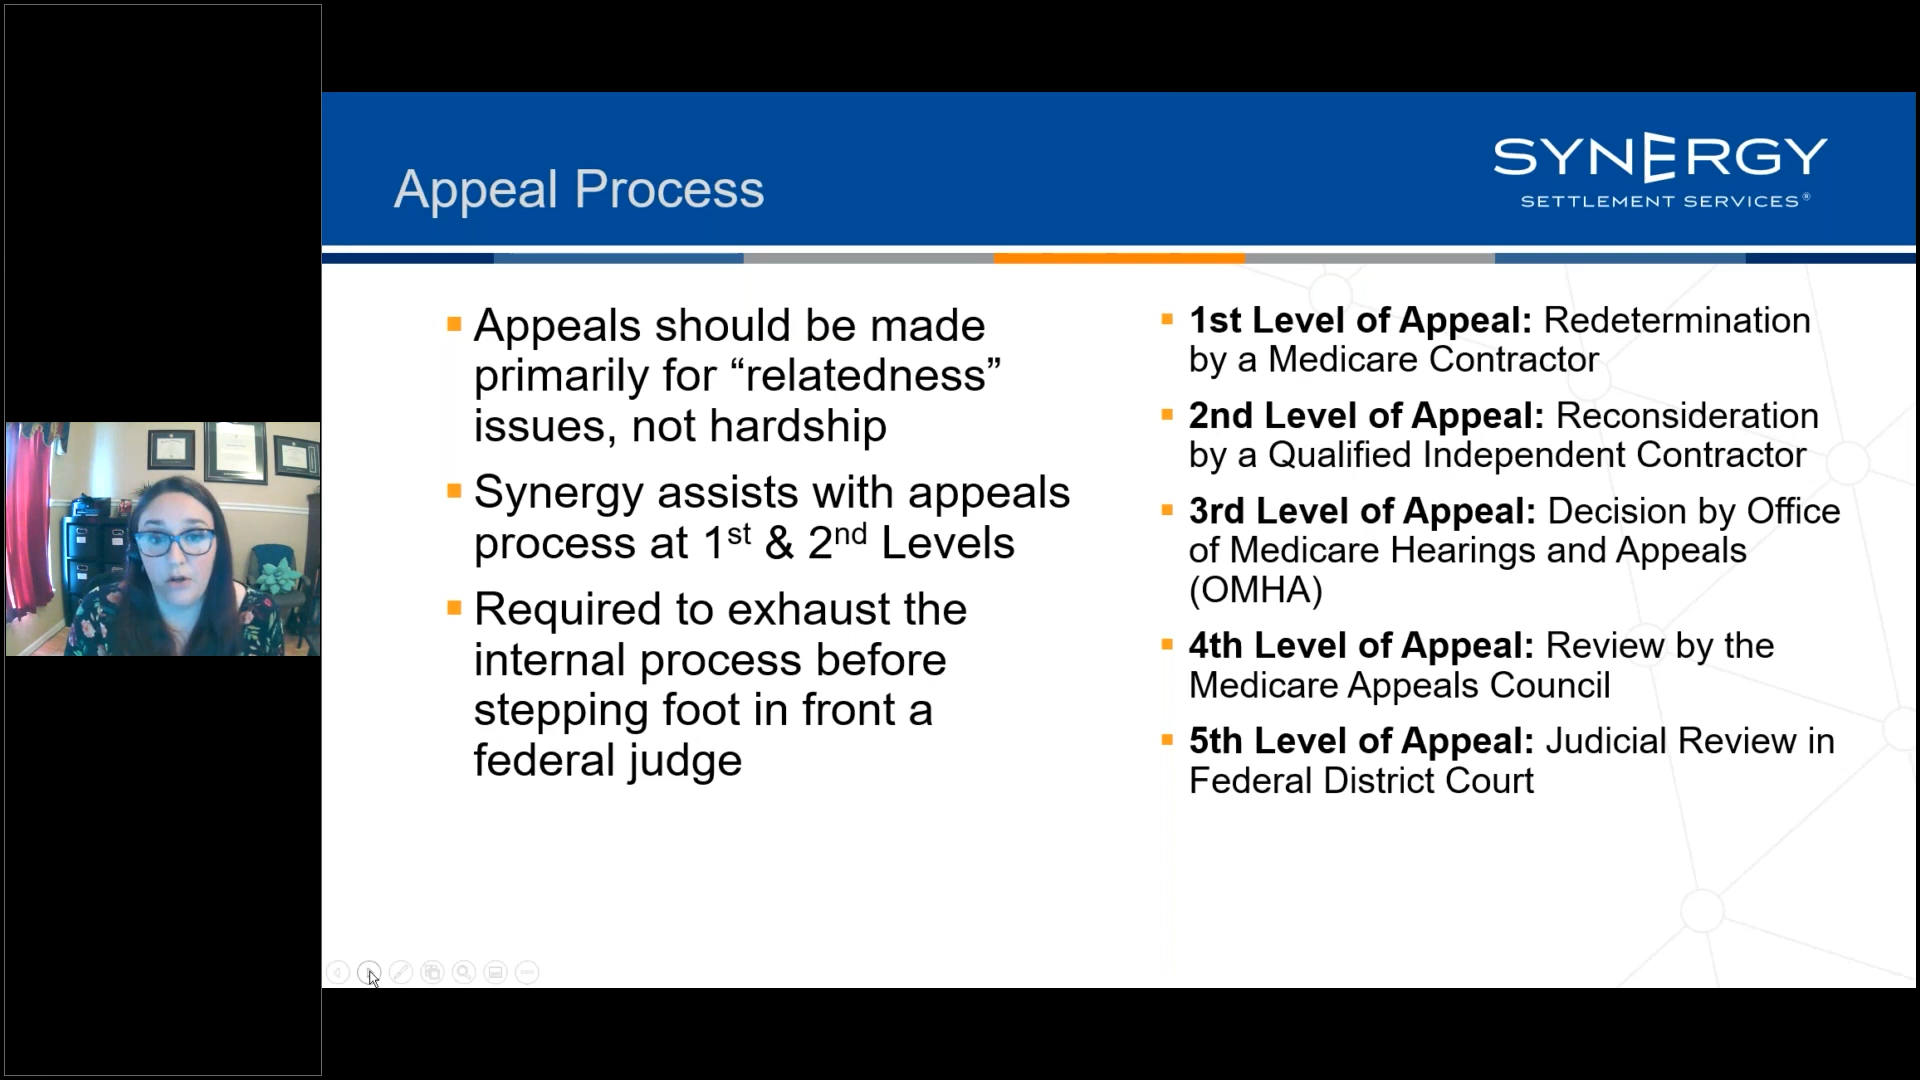 Appeal Process
SYNERGY
SETTLEMENT SERVICES®
Appeals should be made
primarily for “relatedness”
issues, not hardship
Synergy assists with appeals
process at 1st & 2nd Levels
Required to exhaust the
internal process before
stepping foot in front a
federal judge
1st Level of Appeal: Redetermination
by a Medicare Contractor
2nd Level of Appeal: Reconsideration
by a Qualified Independent Contractor
3rd Level of Appeal: Decision by Office
of Medicare Hearings and Appeals
(OMHA)
4th Level of Appeal: Review by the
Medicare Appeals Council
5th Level of Appeal: Judicial Review in
Federal District Court